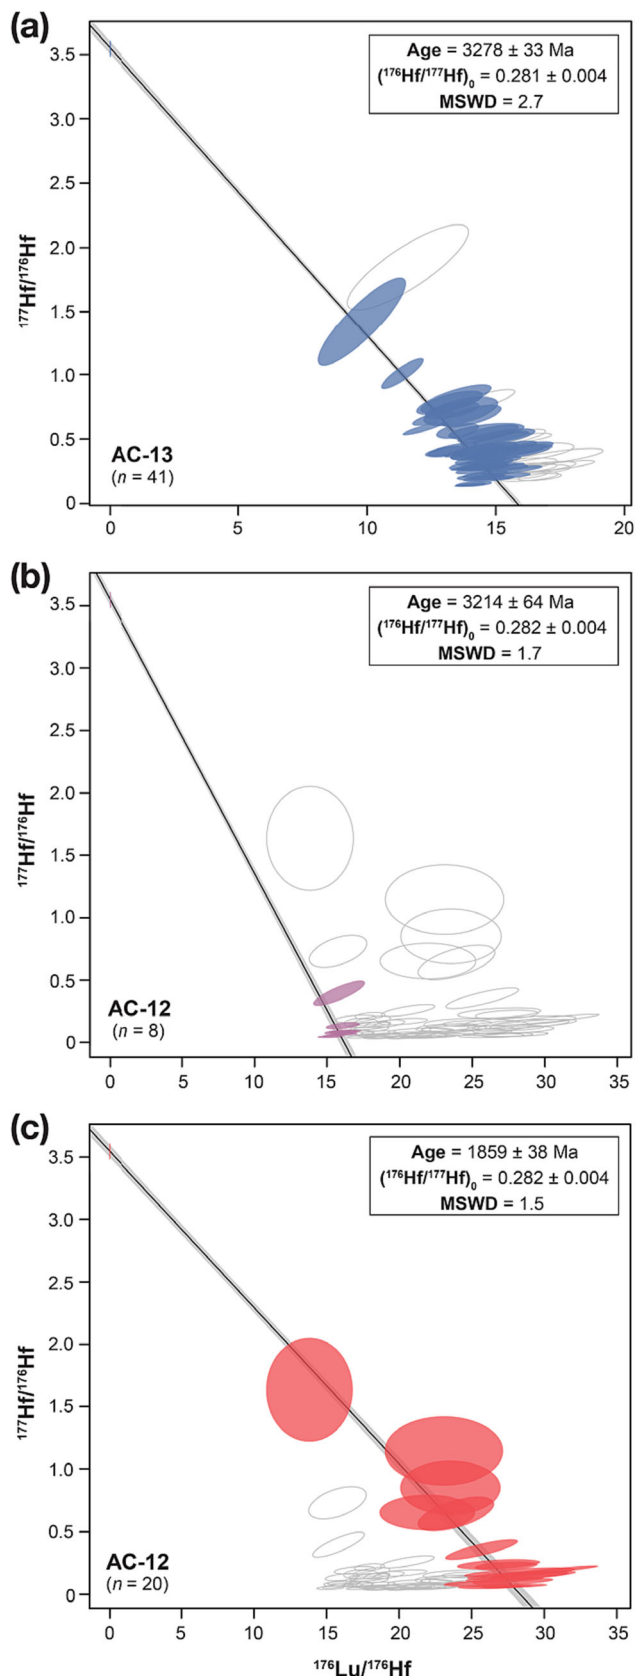 (a)
Age = 3278 ± 33 Ma
(¹⁷⁶Hf/¹⁷⁷Hf)₀ = 0.281 ± 0.004
MSWD = 2.7
3.5
3.0
2.0
1.5
1.0
0.5
0
¹⁷⁷Hf/¹⁷⁶Hf
AC-13
(n = 41)
0 5 10 15 20
(b)
Age = 3214 ± 64 Ma
(¹⁷⁶Hf/¹⁷⁷Hf)₀ = 0.282 ± 0.004
MSWD = 1.7
3.5
3.0
2.5
2.0
1.5
1.0
0.5
0
¹⁷⁷Hf/¹⁷⁶Hf
AC-12
(n = 8)
0 5 10 15 20 25 30 35
(c)
Age = 1859 ± 38 Ma
(¹⁷⁶Hf/¹⁷⁷Hf)₀ = 0.282 ± 0.004
MSWD = 1.5
3.5
3.0
2.5
2.0
1.5
1.0
0.5
0
¹⁷⁷Hf/¹⁷⁶Hf
AC-12
(n = 20)
0 5 10 15 20 25 30 35
¹⁷⁶Lu/¹⁷⁶Hf